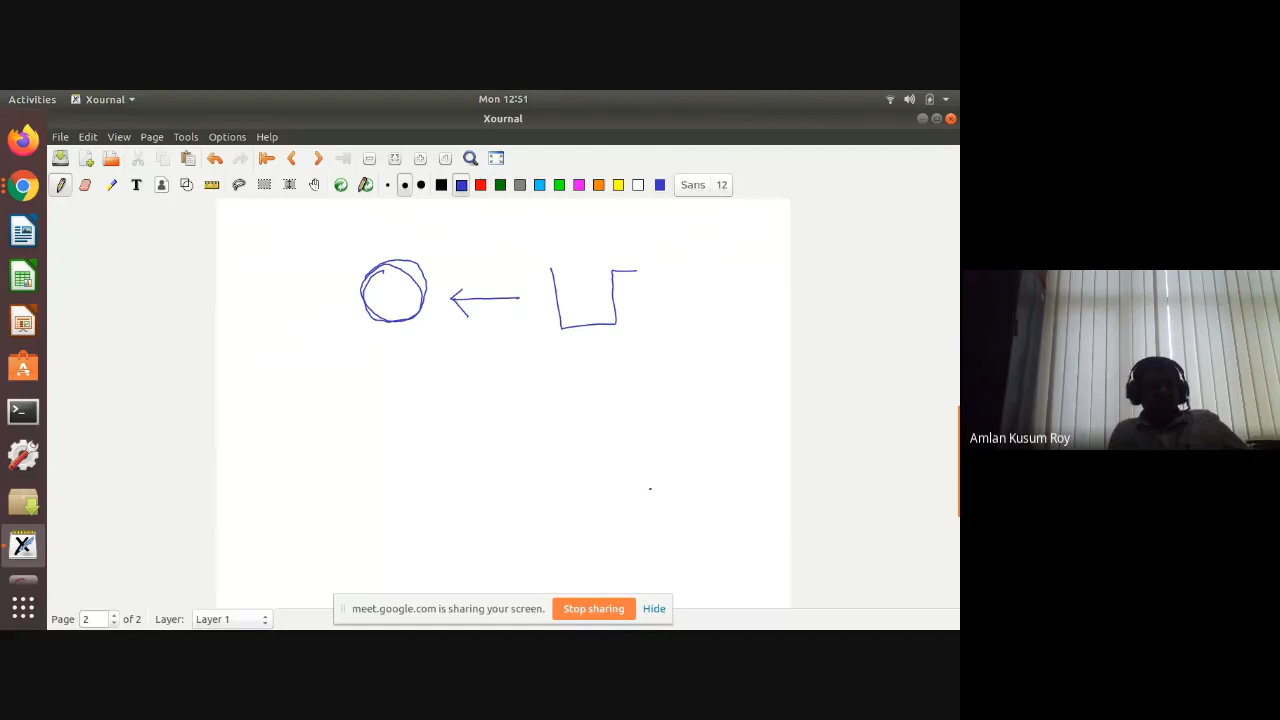 Activities Xournal Mon 12:51
Xournal
File Edit View Page Tools Options Help
Sans 12
Amlan Kusum Roy
meet.google.com is sharing your screen. Stop sharing Hide
Page 2 of 2 Layer: Layer 1